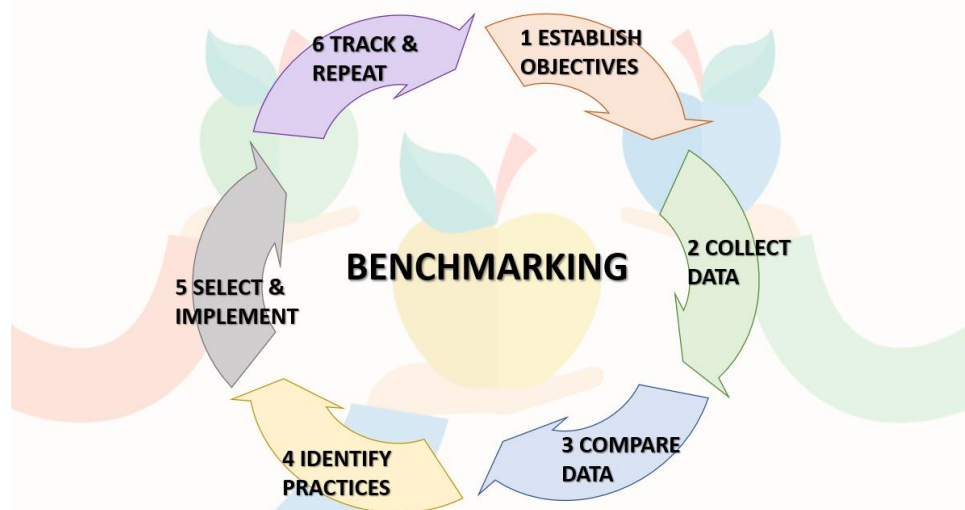 1 ESTABLISH
OBJECTIVES
2 COLLECT
DATA
3 COMPARE
DATA
4 IDENTIFY
PRACTICES
5 SELECT &
IMPLEMENT
6 TRACK &
REPEAT
BENCHMARKING